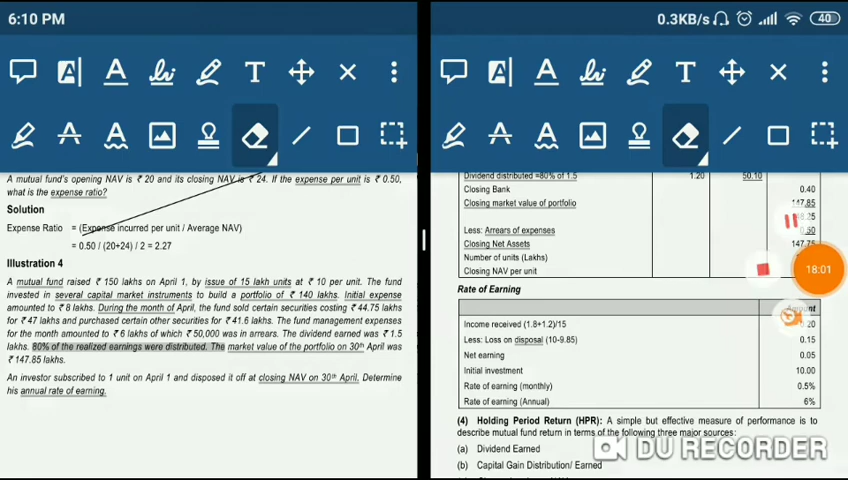 6:10 PM
0.3KB/s
40
A mutual fund's opening NAV is ₹ 20 and its closing NAV is ₹ 24. If the expense per unit is ₹ 0.50,
what is the expense ratio?
Solution
Expense Ratio = (Expense incurred per unit / Average NAV)
= 0.50 / (20+24) / 2 = 2.27
Illustration 4
A mutual fund raised ₹ 150 lakhs on April 1, by issue of 15 lakh units at ₹ 10 per unit. The fund
invested in several capital market instruments to build a portfolio of ₹ 140 lakhs. Initial expense
amounted to ₹ 8 lakhs. During the month of April, the fund sold certain securities costing ₹ 44.75 lakhs
for ₹ 47 lakhs and purchased certain other securities for ₹ 41.6 lakhs. The fund management expenses
for the month amounted to ₹ 6 lakhs of which ₹ 50,000 was in arrears. The dividend earned was ₹ 1.5
lakhs. 80% of the realized earnings were distributed. The market value of the portfolio on 30th April was
₹ 147.85 lakhs.
An investor subscribed to 1 unit on April 1 and disposed it off at closing NAV on 30th April. Determine
his annual rate of earning.
Dividend distributed =80% of 1.5 1.20 50.10
Closing Bank 0.40
Closing market value of portfolio 147.85
48.25
Less: Arrears of expenses 0.50
Closing Net Assets 147.75
Number of units (Lakhs)
Closing NAV per unit
18:01
Rate of Earning
Amount
Income received (1.8+1.2)/15 0.20
Less: Loss on disposal (10-9.85) 0.15
Net earning 0.05
Initial investment 10.00
Rate of earning (monthly) 0.5%
Rate of earning (Annual) 6%
(4) Holding Period Return (HPR): A simple but effective measure of performance is to
describe mutual fund return in terms of the following three major sources:
(a) Dividend Earned
(b) Capital Gain Distribution/ Earned
DU RECORDER